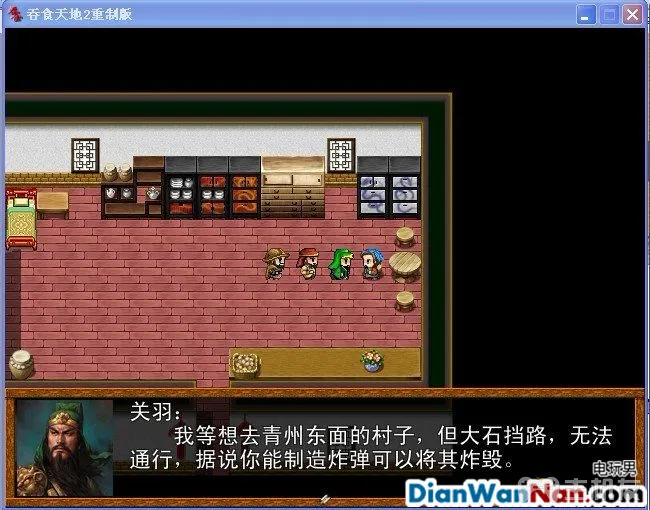 吞食天地2重制版
关羽：
我等想去青州东面的村子，但大石挡路，无法
通行，据说你能制造炸弹可以将其炸毁。
电玩男
DianWanNan.com